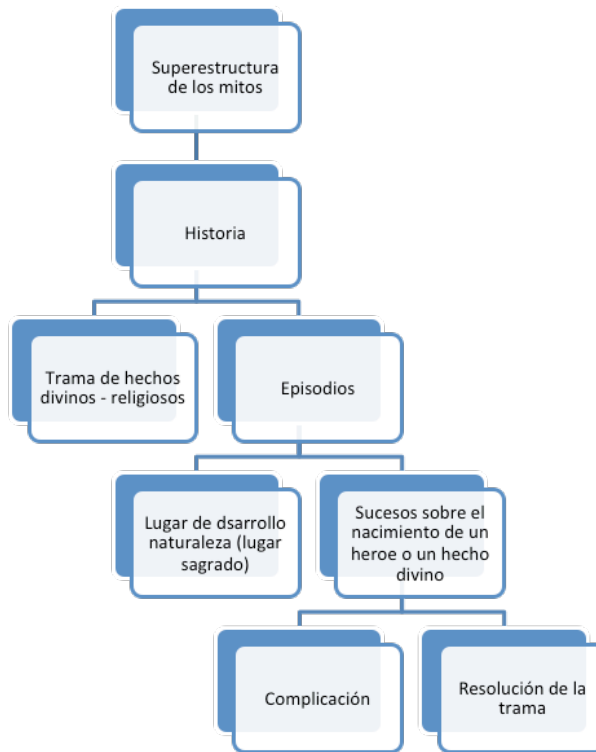 Superestructura
de los mitos
Historia
Trama de hechos
divinos - religiosos
Episodios
Lugar de dsarrollo
naturaleza (lugar
sagrado)
Sucesos sobre el
nacimiento de un
heroe o un hecho
divino
Complicación
Resolución de la
trama